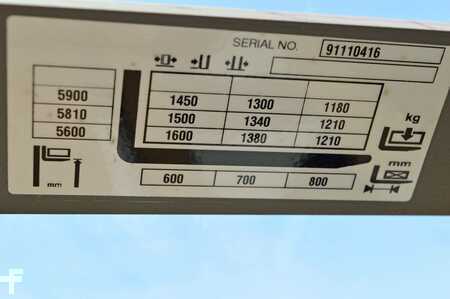 SERIAL NO. 91110416
5900 1450 1300 1180
5810 1500 1340 1210
5600 1600 1380 1210
kg
mm
mm
600 700 800
F